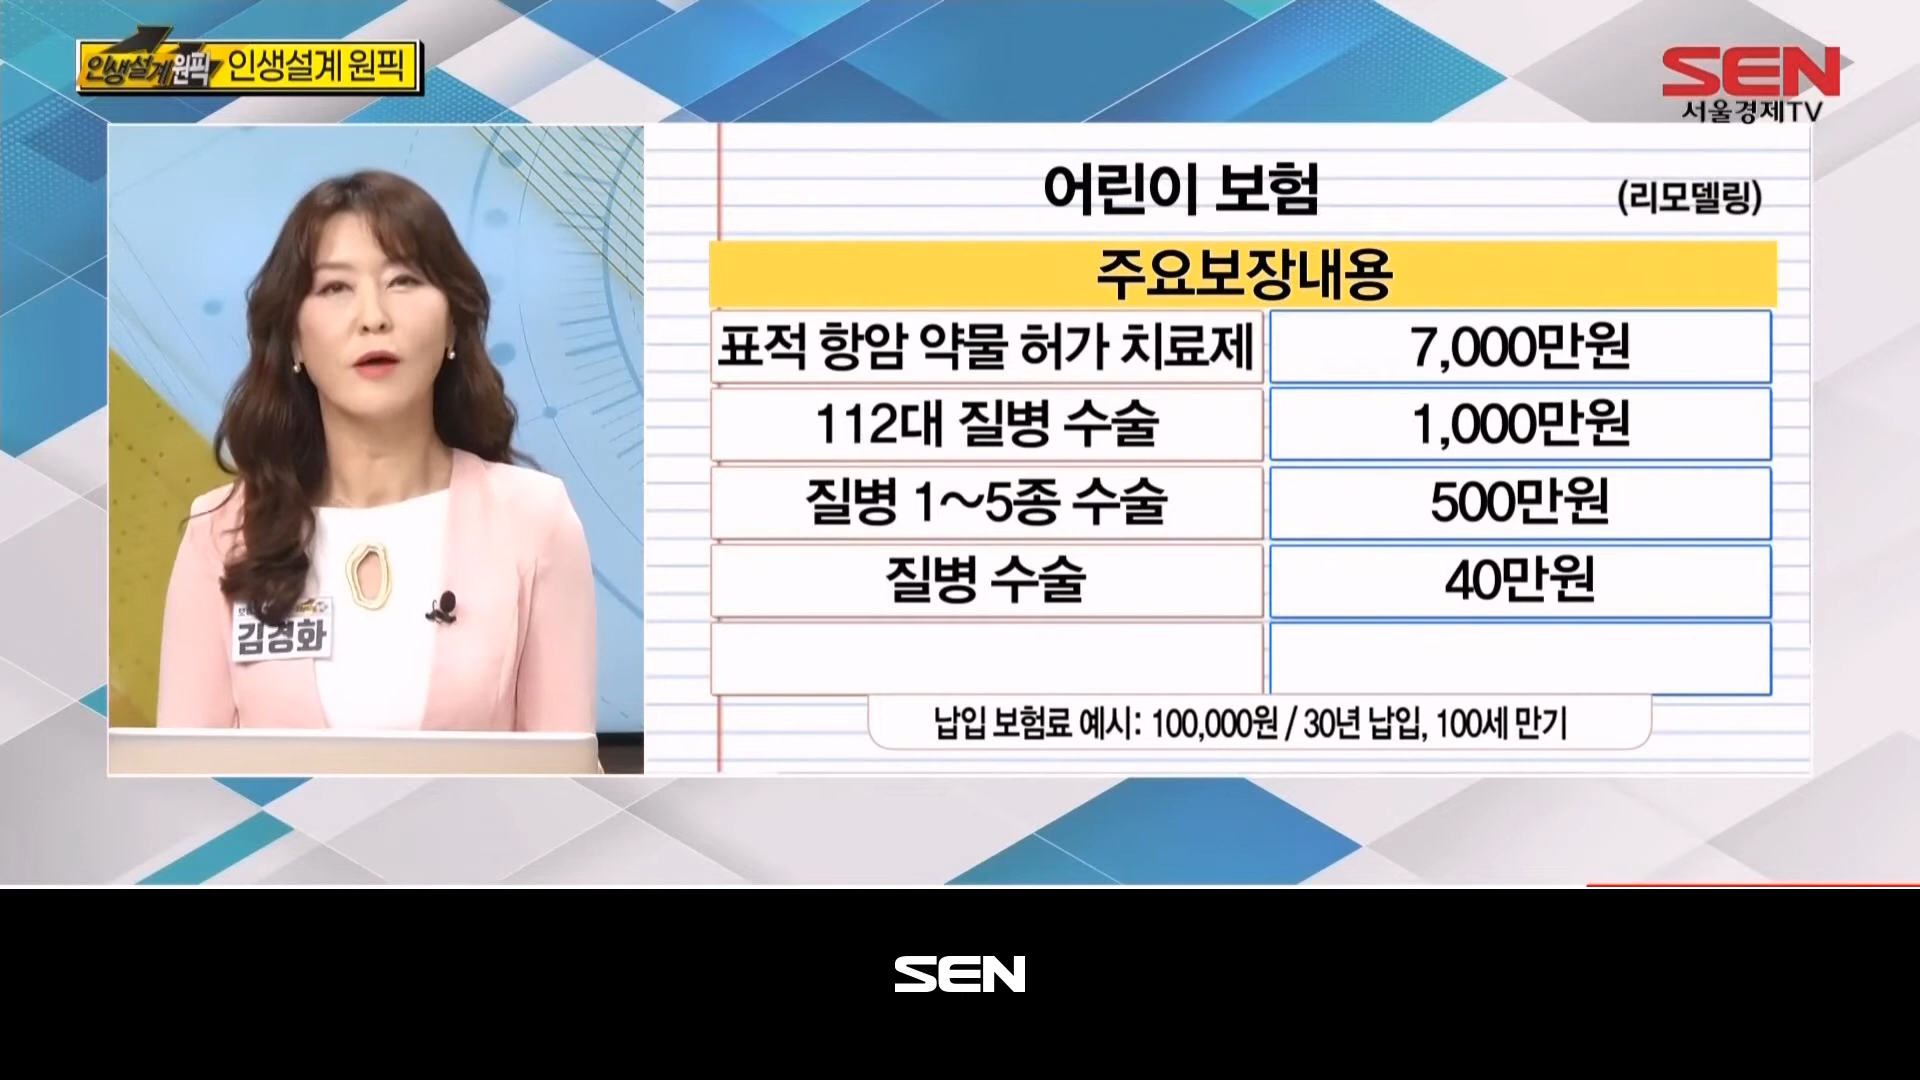 인생설계원픽 인생설계 원픽
SEN
서울경제TV
어린이 보험
(리모델링)
주요보장내용
표적 항암 약물 허가 치료제 7,000만원
112대 질병 수술 1,000만원
질병 1~5종 수술 500만원
질병 수술 40만원
납입 보험료 예시: 100,000원 / 30년 납입, 100세 만기
김경화
SEN